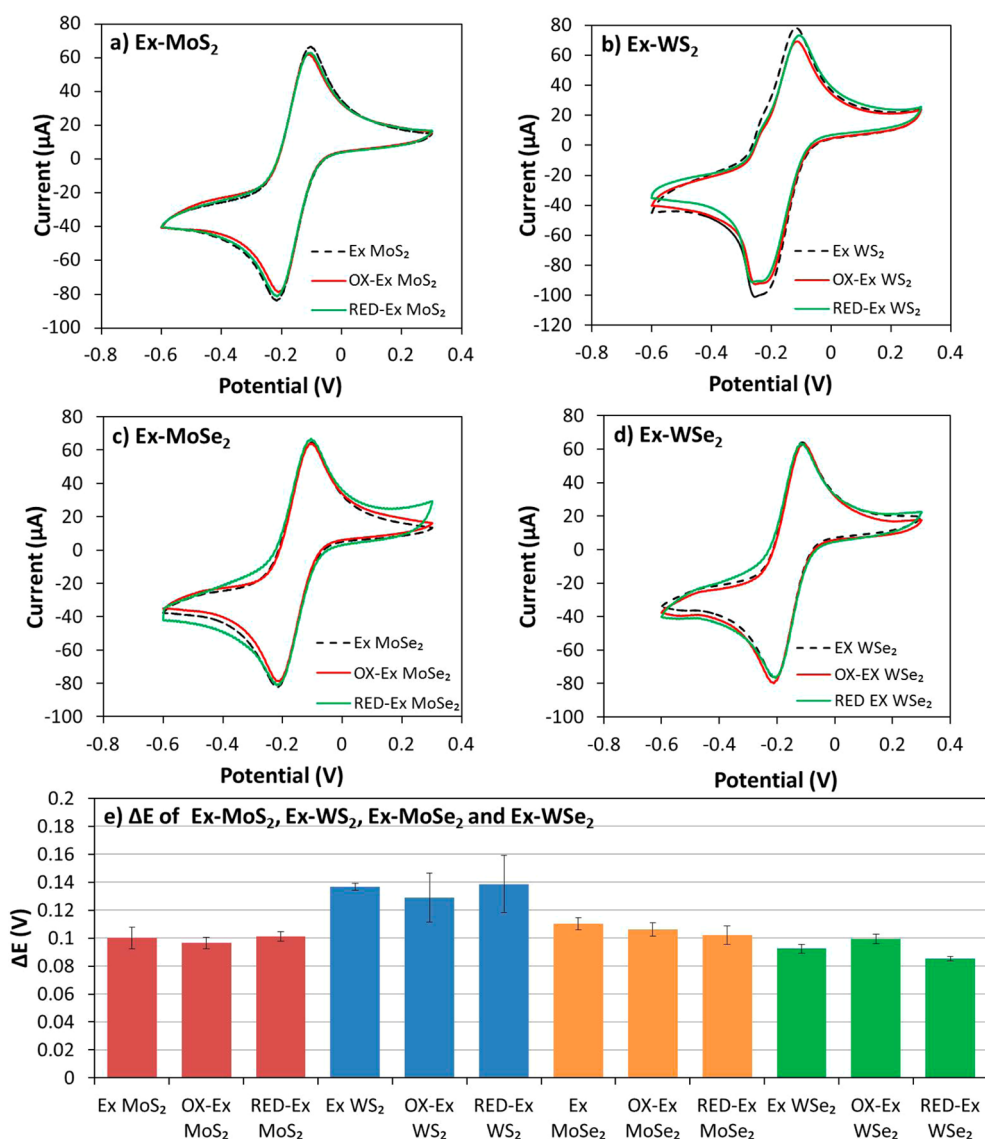 a) Ex-MoS₂
80
60
40
20
0
-20
-40
-60
-80
-100
Current (µA)
Ex MoS₂
OX-Ex MoS₂
RED-Ex MoS₂
-0.8 -0.6 -0.4 -0.2 0 0.2 0.4
Potential (V)
b) Ex-WS₂
80
60
40
20
0
-20
-40
-60
-80
-100
-120
Current (µA)
Ex WS₂
OX-Ex WS₂
RED-Ex WS₂
-0.8 -0.6 -0.4 -0.2 0 0.2 0.4
Potential (V)
c) Ex-MoSe₂
80
60
40
20
0
-20
-40
-60
-80
-100
Current (µA)
Ex MoSe₂
OX-Ex MoSe₂
RED-Ex MoSe₂
-0.8 -0.6 -0.4 -0.2 0 0.2 0.4
Potential (V)
d) Ex-WSe₂
80
60
40
20
0
-20
-40
-60
-80
-100
Current (µA)
EX WSe₂
OX-EX WSe₂
RED EX WSe₂
-0.8 -0.6 -0.4 -0.2 0 0.2 0.4
Potential (V)
e) ΔE of Ex-MoS₂, Ex-WS₂, Ex-MoSe₂ and Ex-WSe₂
0.2
0.18
0.16
0.14
0.12
0.1
0.08
0.06
0.04
0.02
0
ΔE (V)
Ex MoS₂
OX-Ex
MoS₂
RED-Ex
MoS₂
Ex WS₂
OX-Ex
WS₂
RED-Ex
WS₂
Ex
MoSe₂
OX-Ex
MoSe₂
RED-Ex
MoSe₂
Ex WSe₂
OX-Ex
WSe₂
RED-Ex
WSe₂